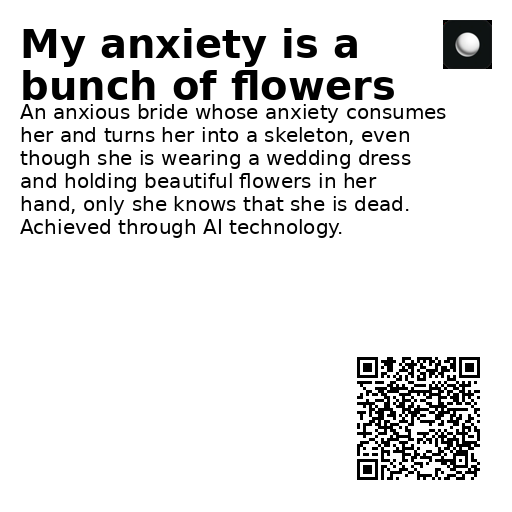 My anxiety is a
bunch of flowers
An anxious bride whose anxiety consumes
her and turns her into a skeleton, even
though she is wearing a wedding dress
and holding beautiful flowers in her
hand, only she knows that she is dead.
Achieved through AI technology.